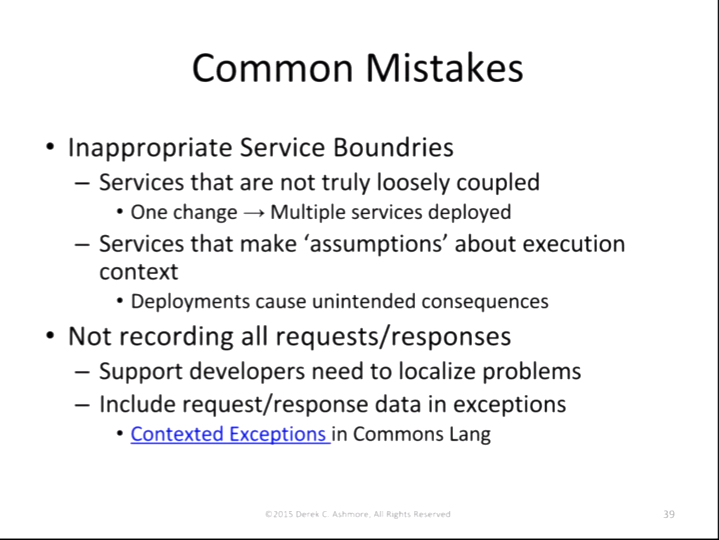 Common Mistakes
• Inappropriate Service Boundries
– Services that are not truly loosely coupled
• One change → Multiple services deployed
– Services that make ‘assumptions’ about execution
context
• Deployments cause unintended consequences
• Not recording all requests/responses
– Support developers need to localize problems
– Include request/response data in exceptions
• Contexted Exceptions in Commons Lang
©2015 Derek C. Ashmore, All Rights Reserved
39